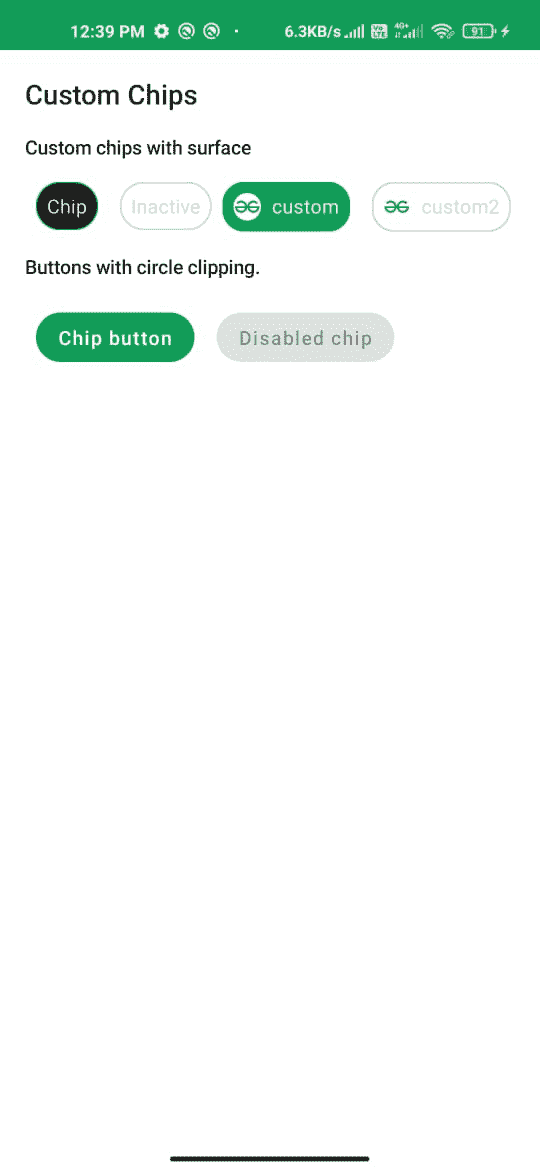 12:39 PM 6.3KB/s 4G+ 91
Custom Chips
Custom chips with surface
Chip Inactive custom custom2
Buttons with circle clipping.
Chip button Disabled chip